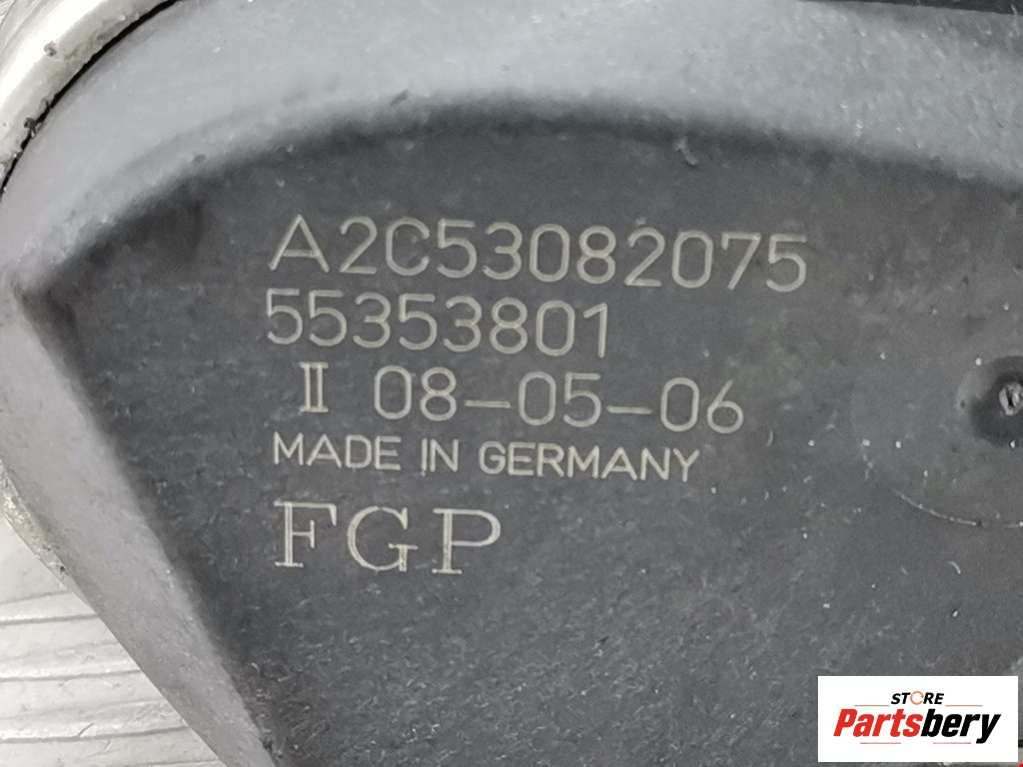 A2C53082075
55353801
II 08-05-06
MADE IN GERMANY
FGP
STORE
Partsbery